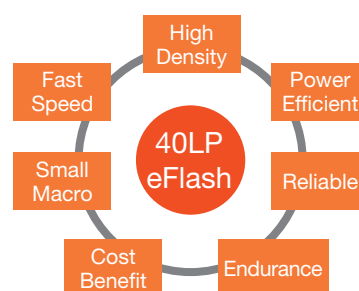 High
Density
Fast
Speed
Power
Efficient
40LP
eFlash
Small
Macro
Reliable
Cost
Benefit
Endurance